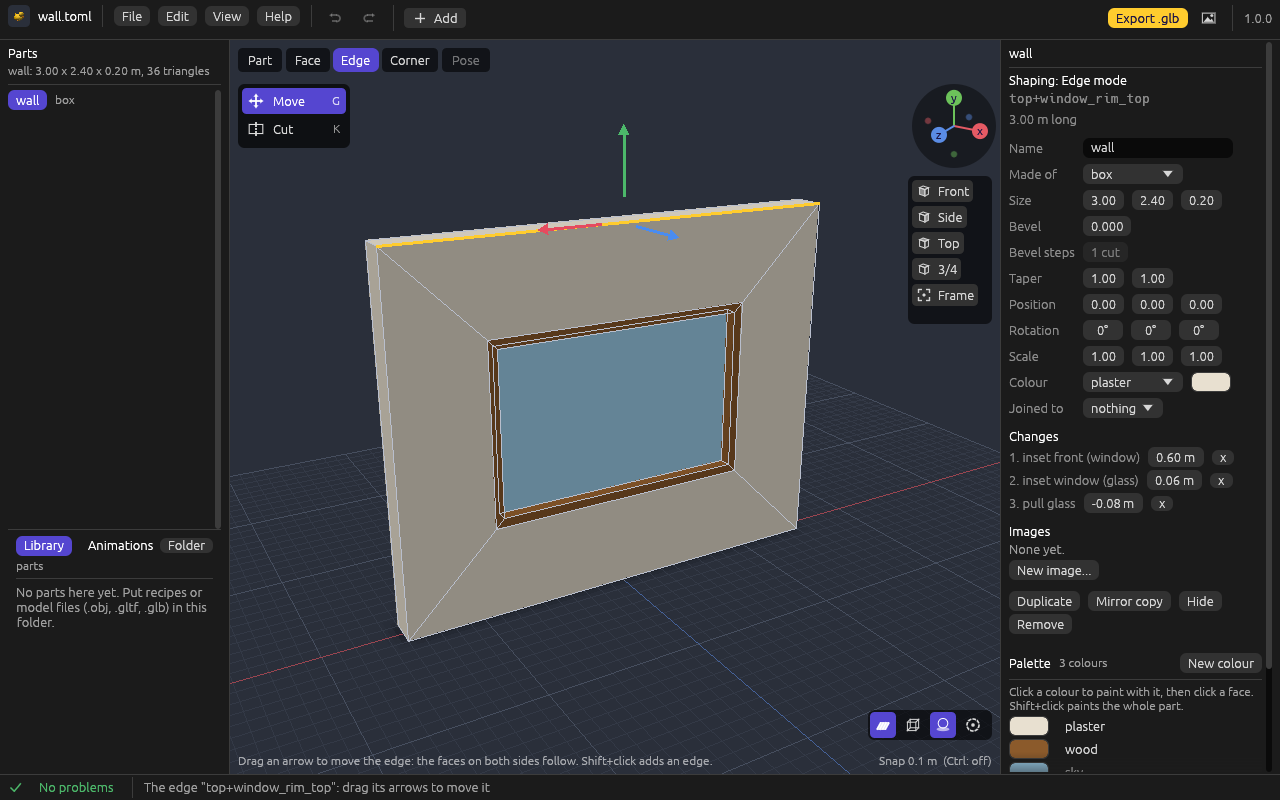 wall.toml File Edit View Help + Add Export .glb 1.0.0
Parts
wall: 3.00 x 2.40 x 0.20 m, 36 triangles
wall box
Library Animations Folder
parts
No parts here yet. Put recipes or
model files (.obj, .gltf, .glb) in this
folder.
Part Face Edge Corner Pose
Move G
Cut K
y
x
z
Front
Side
Top
3/4
Frame
Drag an arrow to move the edge: the faces on both sides follow. Shift+click adds an edge.
Snap 0.1 m (Ctrl: off)
wall
Shaping: Edge mode
top+window_rim_top
3.00 m long
Name wall
Made of box
Size 3.00 2.40 0.20
Bevel 0.000
Bevel steps 1 cut
Taper 1.00 1.00
Position 0.00 0.00 0.00
Rotation 0° 0° 0°
Scale 1.00 1.00 1.00
Colour plaster
Joined to nothing
Changes
1. inset front (window) 0.60 m x
2. inset window (glass) 0.06 m x
3. pull glass -0.08 m x
Images
None yet.
New image...
Duplicate Mirror copy Hide
Remove
Palette 3 colours New colour
Click a colour to paint with it, then click a face.
Shift+click paints the whole part.
plaster
wood
sky
No problems The edge "top+window_rim_top": drag its arrows to move it